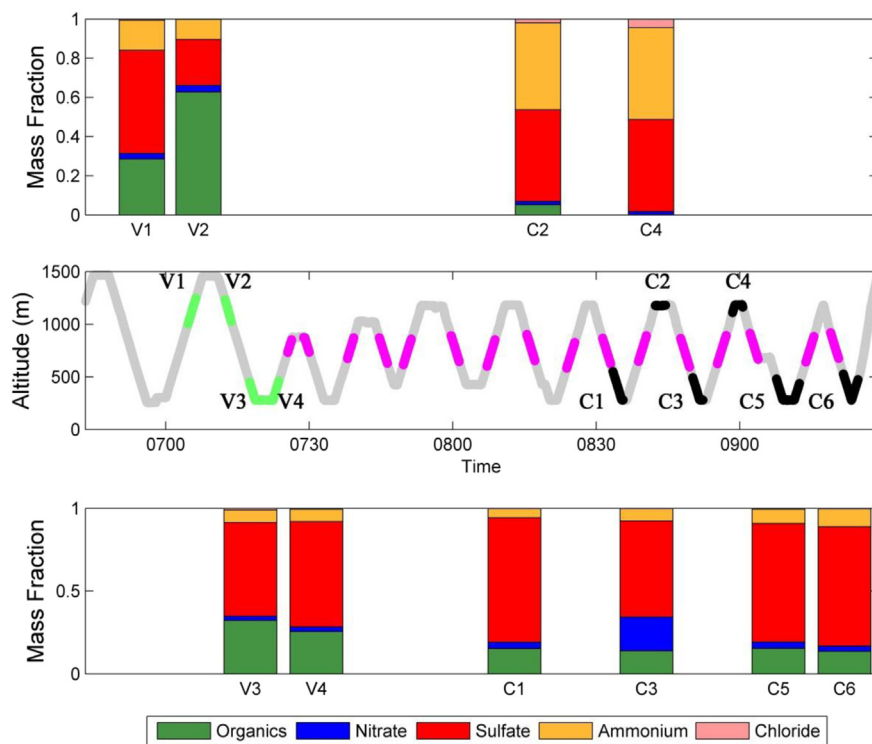 1
0.8
0.6
0.4
0.2
0
Mass Fraction
V1 V2 C2 C4
1500
1000
500
0
Altitude (m)
V1 V2 C2 C4
V3 V4 C1 C3 C5 C6
0700 0730 0800 0830 0900
Time
1
0.5
0
Mass Fraction
V3 V4 C1 C3 C5 C6
Organics Nitrate Sulfate Ammonium Chloride